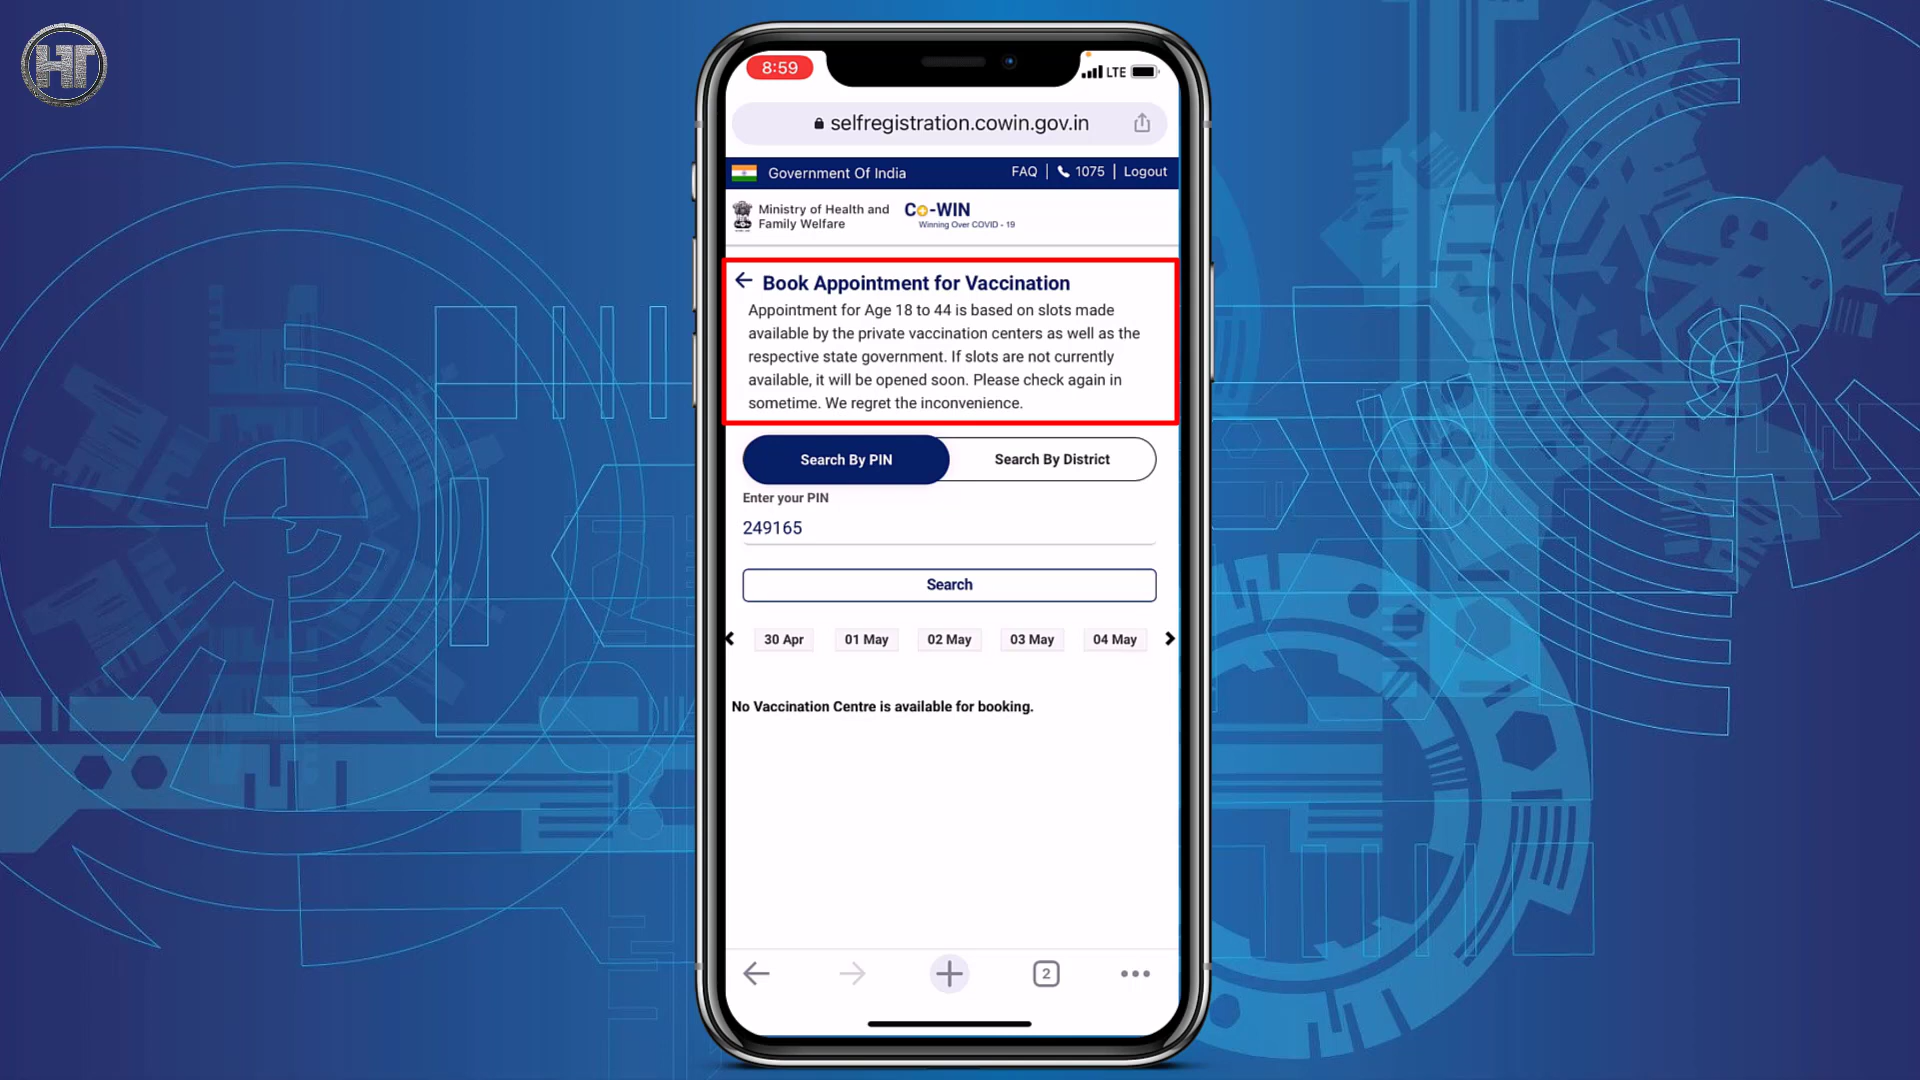 HT
8:59
LTE
selfregistration.cowin.gov.in
Government Of India
FAQ | 1075 | Logout
Ministry of Health and
Family Welfare
Co-WIN
Winning Over COVID - 19
Book Appointment for Vaccination
Appointment for Age 18 to 44 is based on slots made
available by the private vaccination centers as well as the
respective state government. If slots are not currently
available, it will be opened soon. Please check again in
sometime. We regret the inconvenience.
Search By PIN
Search By District
Enter your PIN
249165
Search
30 Apr
01 May
02 May
03 May
04 May
No Vaccination Centre is available for booking.
2